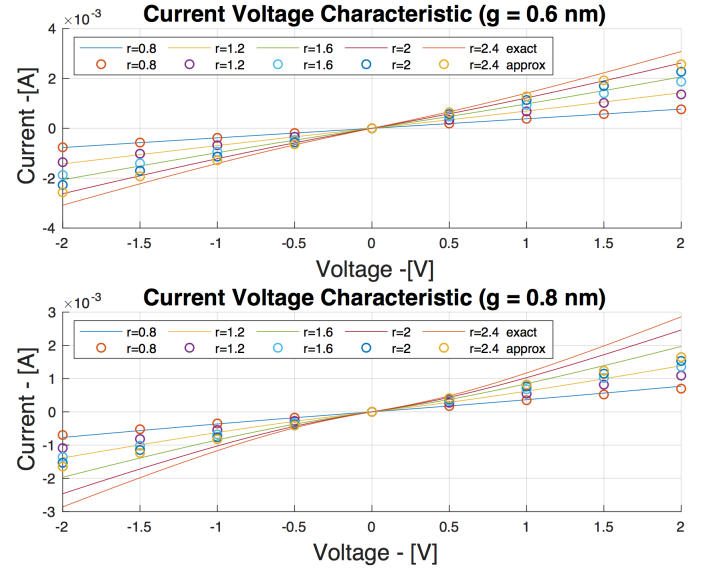 Current Voltage Characteristic (g = 0.6 nm)
×10⁻³
r=0.8 r=1.2 r=1.6 r=2 r=2.4 exact
r=0.8 r=1.2 r=1.6 r=2 r=2.4 approx
4
2
0
-2
-4
Current -[A]
-2 -1.5 -1 -0.5 0 0.5 1 1.5 2
Voltage -[V]
Current Voltage Characteristic (g = 0.8 nm)
×10⁻³
r=0.8 r=1.2 r=1.6 r=2 r=2.4 exact
r=0.8 r=1.2 r=1.6 r=2 r=2.4 approx
3
2
1
0
-1
-2
-3
Current - [A]
-2 -1.5 -1 -0.5 0 0.5 1 1.5 2
Voltage - [V]